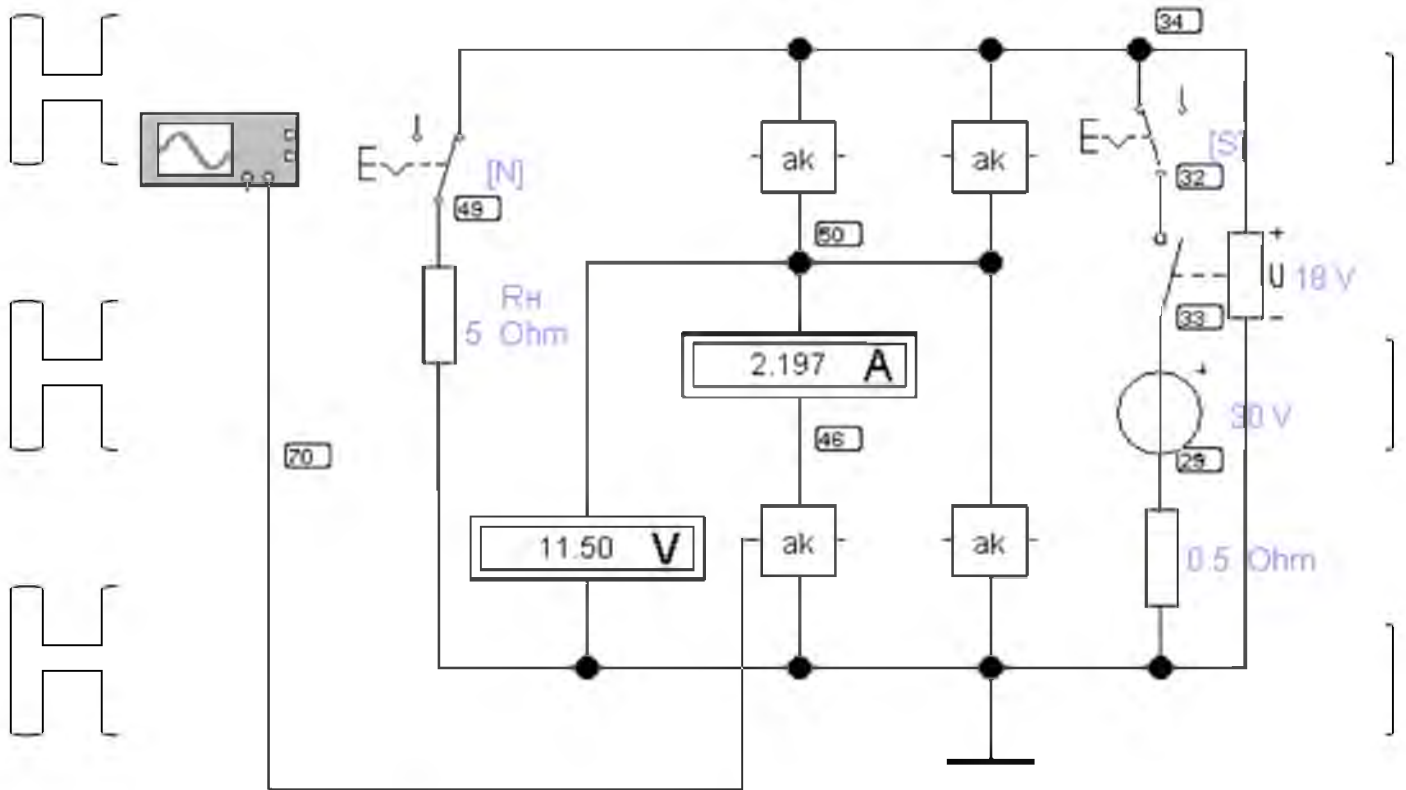 34
ak ak
E E
[N] [S]
32
49
50
+
Rн
5 Ohm
U 18 V
33
−
2.197 A
+
30 V
46
70
29
11.50 V
ak ak
0.5 Ohm